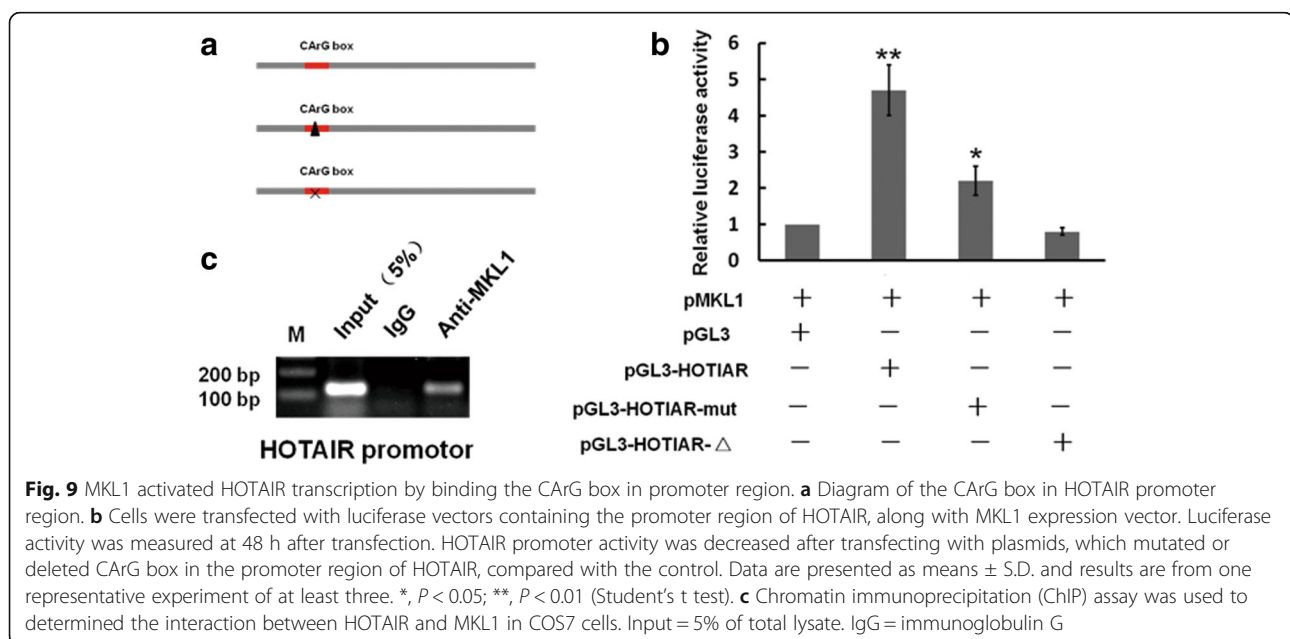 a
CArG box
CArG box
CArG box
b
Relative luciferase activity
6
5
4
3
2
1
0
**
*
pMKL1 + + + +
pGL3 + − − −
pGL3-HOTIAR − + − −
pGL3-HOTIAR-mut − − + −
pGL3-HOTIAR-△ − − − +
c
M Input (5%) IgG Anti-MKL1
200 bp
100 bp
HOTAIR promotor
Fig. 9 MKL1 activated HOTAIR transcription by binding the CArG box in promoter region. a Diagram of the CArG box in HOTAIR promoter
region. b Cells were transfected with luciferase vectors containing the promoter region of HOTAIR, along with MKL1 expression vector. Luciferase
activity was measured at 48 h after transfection. HOTAIR promoter activity was decreased after transfecting with plasmids, which mutated or
deleted CArG box in the promoter region of HOTAIR, compared with the control. Data are presented as means ± S.D. and results are from one
representative experiment of at least three. *, P < 0.05; **, P < 0.01 (Student's t test). c Chromatin immunoprecipitation (ChIP) assay was used to
determined the interaction between HOTAIR and MKL1 in COS7 cells. Input = 5% of total lysate. IgG = immunoglobulin G